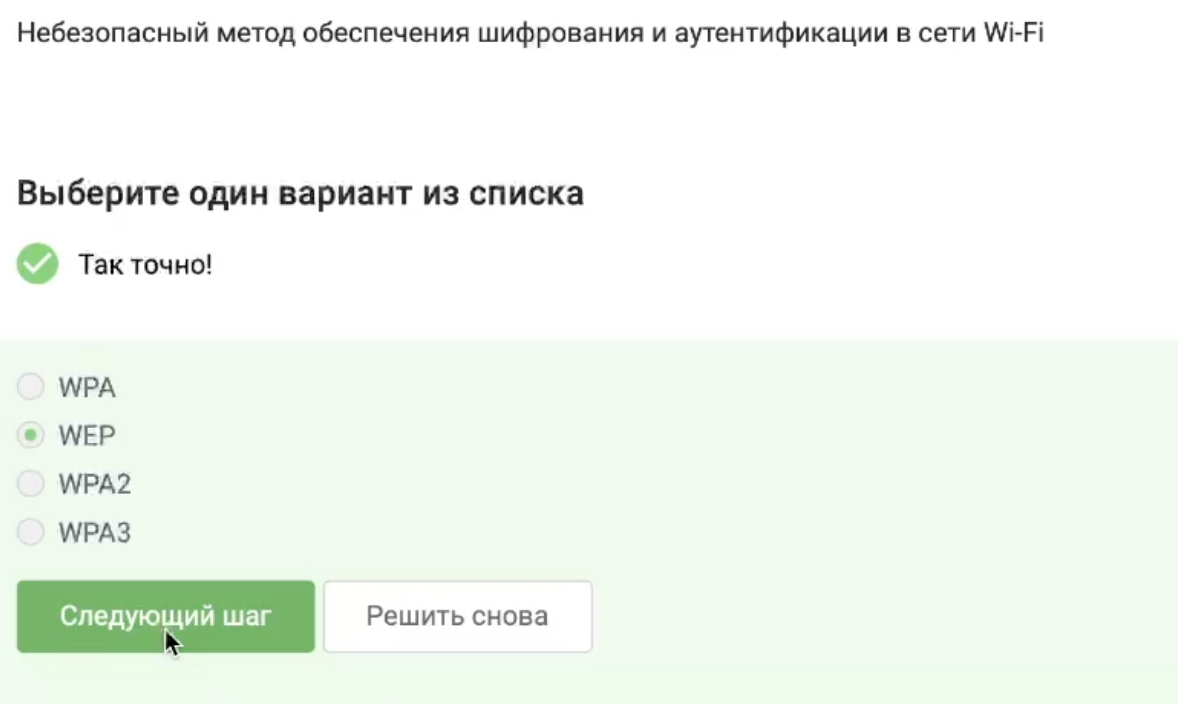 Небезопасный метод обеспечения шифрования и аутентификации в сети Wi-Fi
Выберите один вариант из списка
Так точно!
WPA
WEP
WPA2
WPA3
Следующий шаг
Решить снова